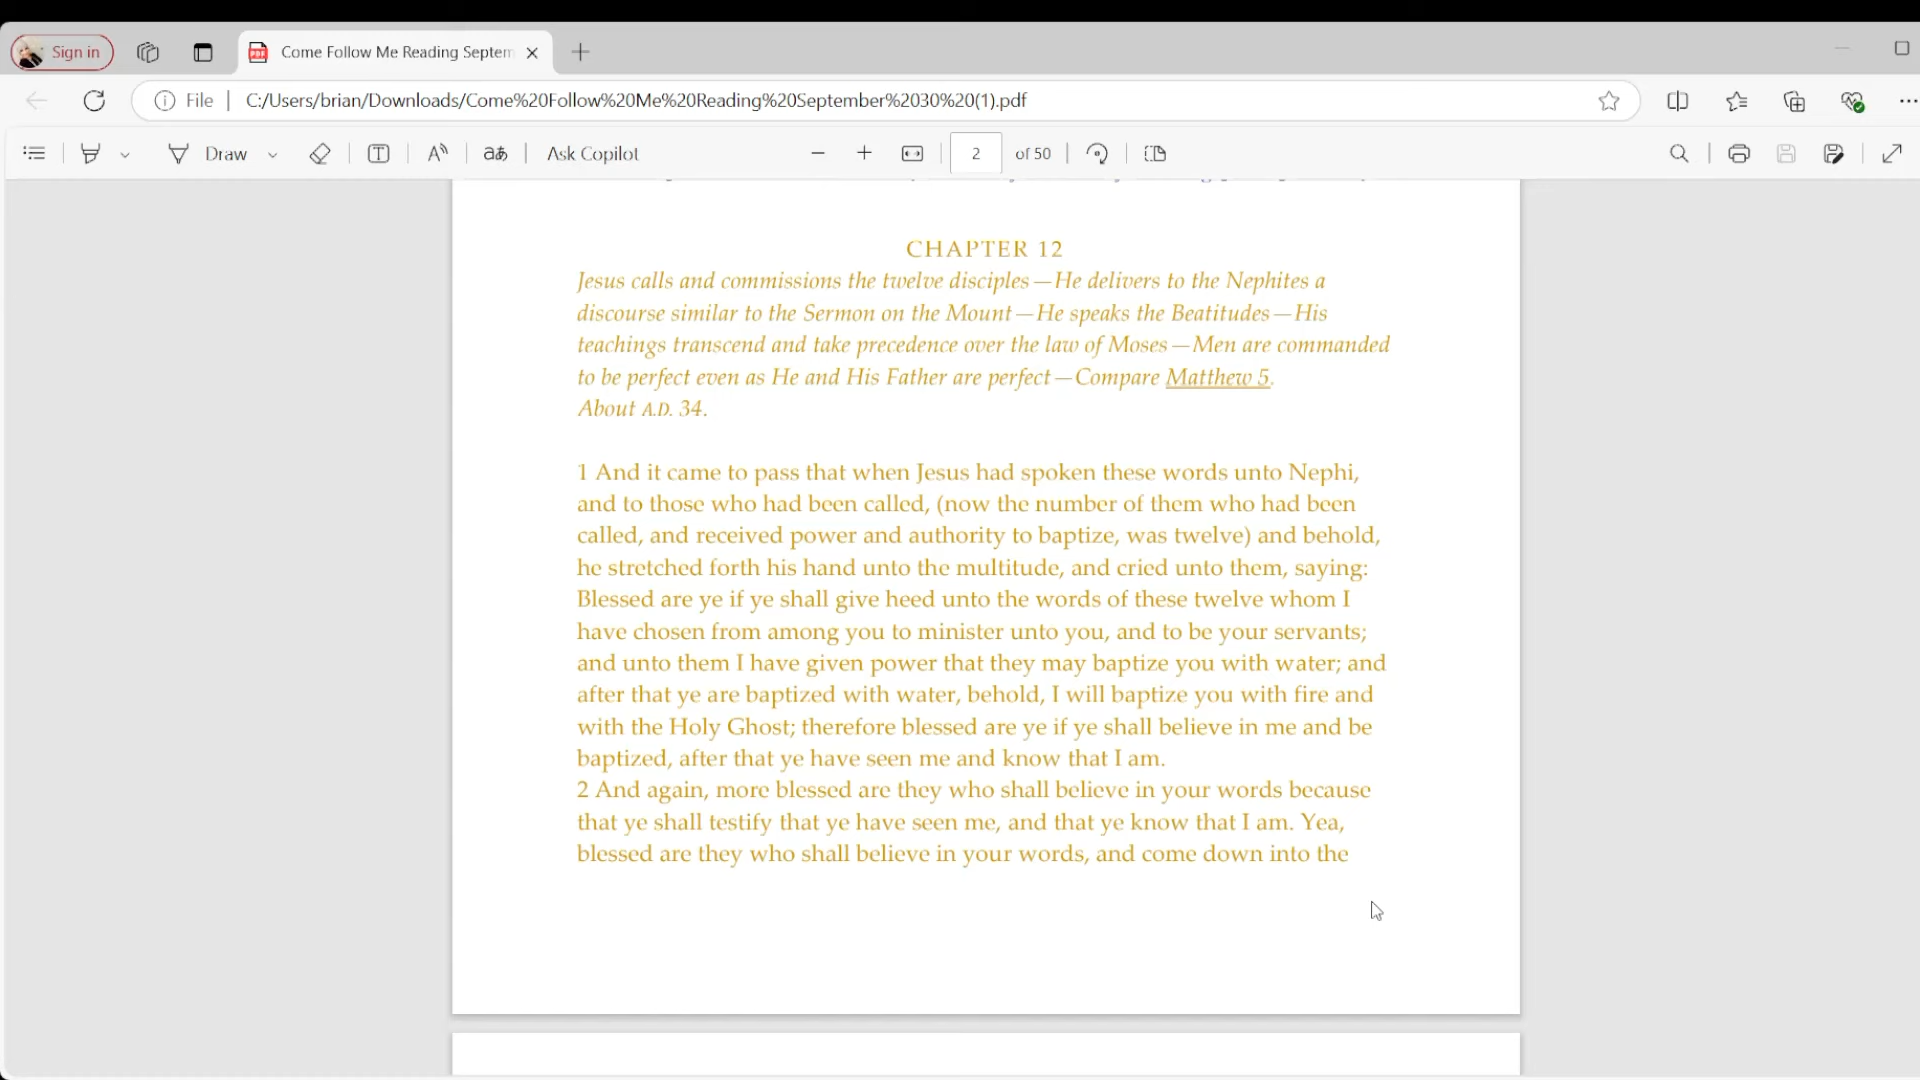 Sign in
Come Follow Me Reading Septem
File
C:/Users/brian/Downloads/Come%20Follow%20Me%20Reading%20September%2030%20(1).pdf
Draw
Ask Copilot
2 of 50
CHAPTER 12
Jesus calls and commissions the twelve disciples—He delivers to the Nephites a
discourse similar to the Sermon on the Mount—He speaks the Beatitudes—His
teachings transcend and take precedence over the law of Moses—Men are commanded
to be perfect even as He and His Father are perfect—Compare Matthew 5.
About A.D. 34.
1 And it came to pass that when Jesus had spoken these words unto Nephi,
and to those who had been called, (now the number of them who had been
called, and received power and authority to baptize, was twelve) and behold,
he stretched forth his hand unto the multitude, and cried unto them, saying:
Blessed are ye if ye shall give heed unto the words of these twelve whom I
have chosen from among you to minister unto you, and to be your servants;
and unto them I have given power that they may baptize you with water; and
after that ye are baptized with water, behold, I will baptize you with fire and
with the Holy Ghost; therefore blessed are ye if ye shall believe in me and be
baptized, after that ye have seen me and know that I am.
2 And again, more blessed are they who shall believe in your words because
that ye shall testify that ye have seen me, and that ye know that I am. Yea,
blessed are they who shall believe in your words, and come down into the